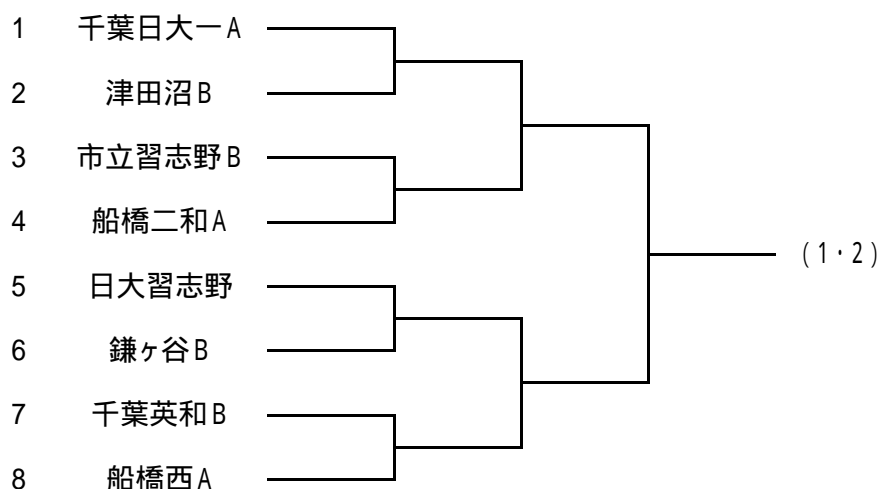 1 千葉日大一A
2 津田沼B
3 市立習志野B
4 船橋二和A
(1・2)
5 日大習志野
6 鎌ヶ谷B
7 千葉英和B
8 船橋西A